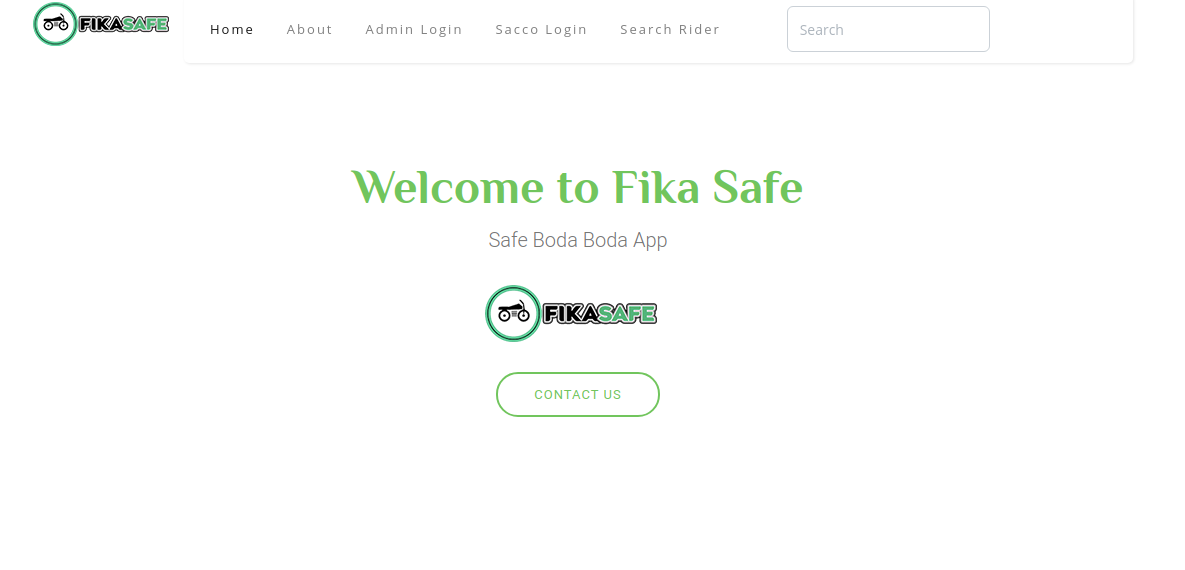 FIKASAFE
Home About Admin Login Sacco Login Search Rider Search
Welcome to Fika Safe
Safe Boda Boda App
FIKASAFE
CONTACT US